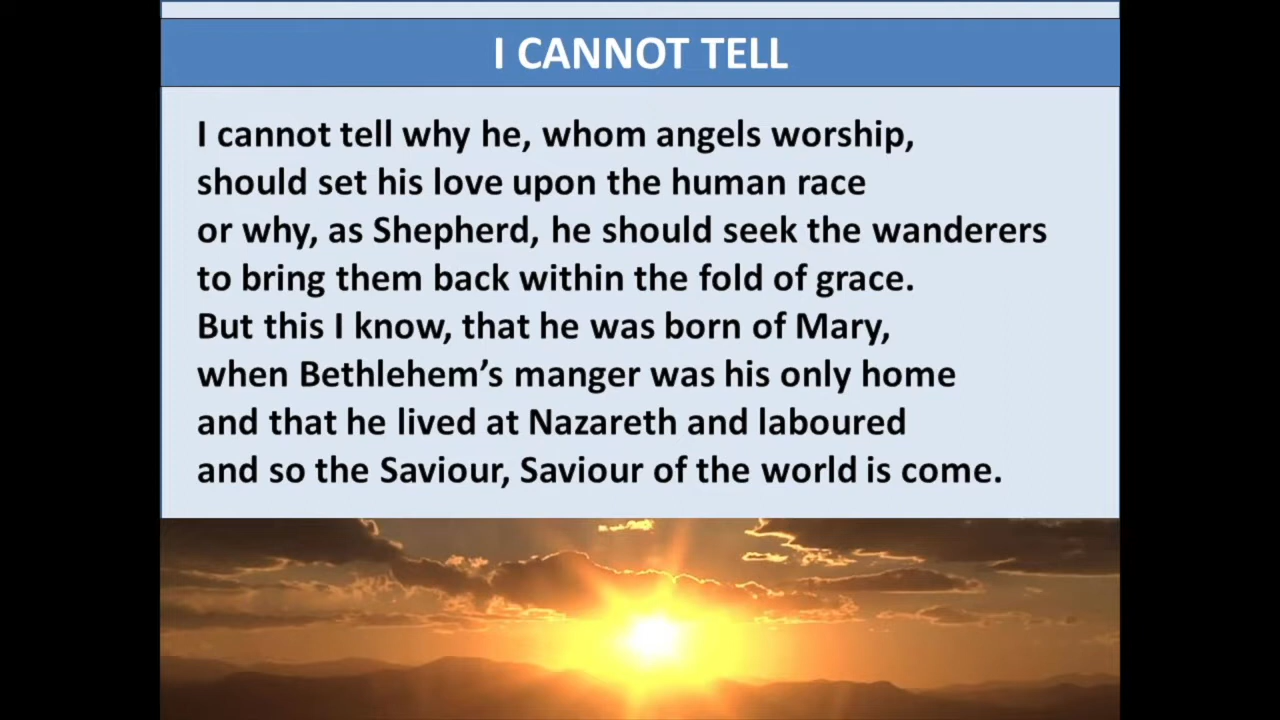 I CANNOT TELL
I cannot tell why he, whom angels worship,
should set his love upon the human race
or why, as Shepherd, he should seek the wanderers
to bring them back within the fold of grace.
But this I know, that he was born of Mary,
when Bethlehem’s manger was his only home
and that he lived at Nazareth and laboured
and so the Saviour, Saviour of the world is come.